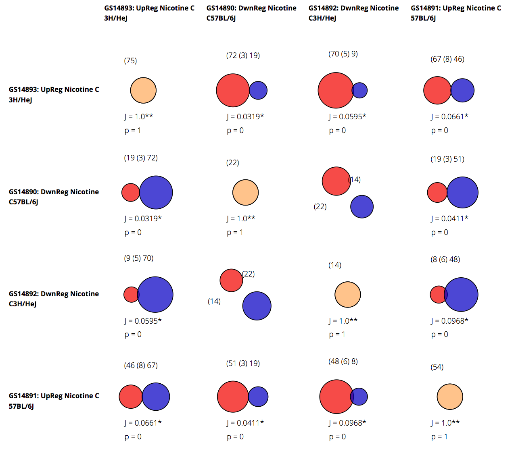 GS14893: UpReg Nicotine C
3H/HeJ
GS14890: DwnReg Nicotine
C57BL/6J
GS14892: DwnReg Nicotine
C3H/HeJ
GS14891: UpReg Nicotine C
57BL/6J
GS14893: UpReg Nicotine C
3H/HeJ
(75)
J = 1.0**
p = 1
(72 (3) 19)
J = 0.0319*
p = 0
(70 (5) 9)
J = 0.0595*
p = 0
(67 (8) 46)
J = 0.0661*
p = 0
GS14890: DwnReg Nicotine
C57BL/6J
(19 (3) 72)
J = 0.0319*
p = 0
(22)
J = 1.0**
p = 1
(14)
(22)
(19 (3) 51)
J = 0.0411*
p = 0
GS14892: DwnReg Nicotine
C3H/HeJ
(9 (5) 70)
J = 0.0595*
p = 0
(22)
(14)
(14)
J = 1.0**
p = 1
(8 (6) 48)
J = 0.0968*
p = 0
GS14891: UpReg Nicotine C
57BL/6J
(46 (8) 67)
J = 0.0661*
p = 0
(51 (3) 19)
J = 0.0411*
p = 0
(48 (6) 8)
J = 0.0968*
p = 0
(54)
J = 1.0**
p = 1